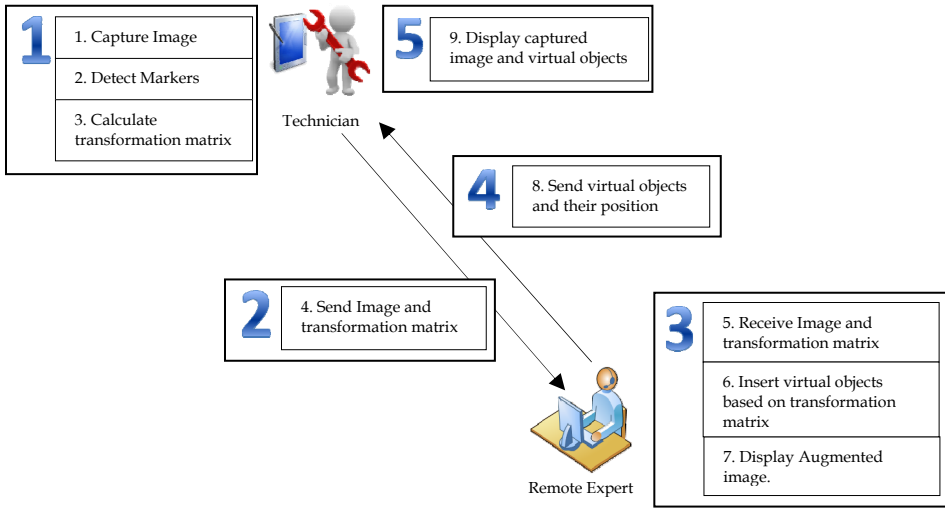 1
1. Capture Image
2. Detect Markers
3. Calculate
transformation matrix
Technician
5
9. Display captured
image and virtual objects
4
8. Send virtual objects
and their position
2
4. Send Image and
transformation matrix
Remote Expert
3
5. Receive Image and
transformation matrix
6. Insert virtual objects
based on transformation
matrix
7. Display Augmented
image.